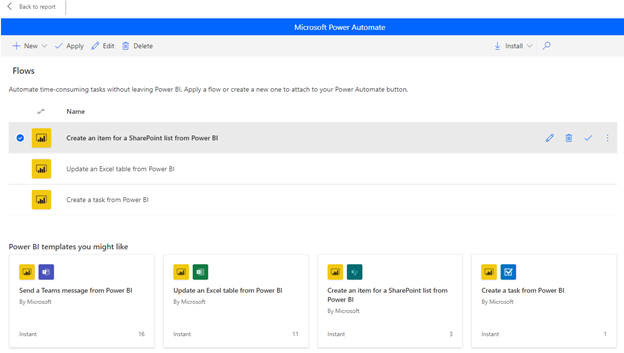 Back to report
Microsoft Power Automate
New Apply Edit Delete Install
Flows
Automate time-consuming tasks without leaving Power BI. Apply a flow or create a new one to attach to your Power Automate button.
Name
Create an item for a SharePoint list from Power BI
Update an Excel table from Power BI
Create a task from Power BI
Power BI templates you might like
Send a Teams message from Power BI
By Microsoft
Instant 16
Update an Excel table from Power BI
By Microsoft
Instant 11
Create an item for a SharePoint list from
Power BI
By Microsoft
Instant 3
Create a task from Power BI
By Microsoft
Instant 1